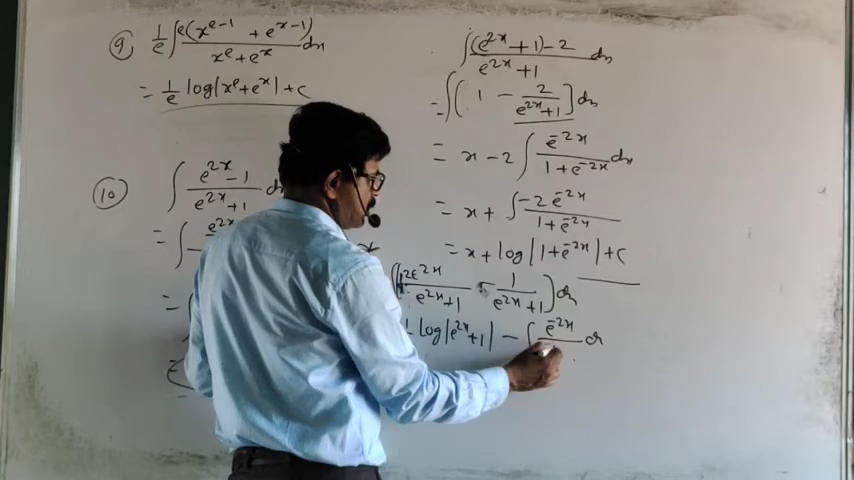 9) 1/e ∫ e(x^(e-1) + e^(x-1)) / (x^e + e^x) dx
= 1/e log|x^e + e^x| + c
10) ∫ (e^(2x) - 1) / (e^(2x) + 1) d
= ∫ e^(2x)
=
∫ ((e^(2x) + 1) - 2) / (e^(2x) + 1) dx
= ∫ (1 - 2/(e^(2x) + 1)) dx
= x - 2 ∫ e^(-2x) / (1 + e^(-2x)) dx
= x + ∫ -2e^(-2x) / (1 + e^(-2x))
= x + log|1 + e^(-2x)| + c
2e^(2x) / (e^(2x) + 1) - 1/(e^(2x) + 1)] dx
log|e^(2x) + 1| - ∫ e^(-2x) / dx